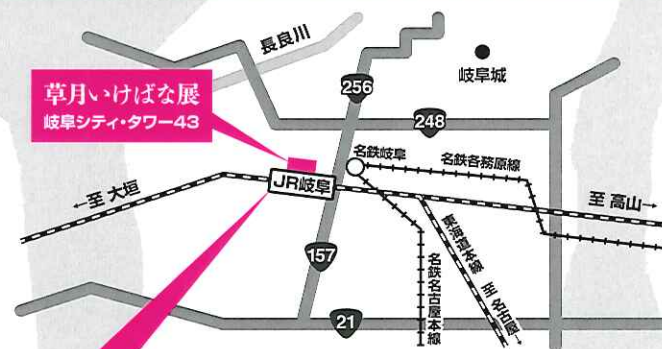 長良川
岐阜城
256
草月いけばな展
岐阜シティ・タワー43
248
名鉄岐阜
名鉄各務原線
JR岐阜
←至 大垣
至 高山→
東海道本線 至 名古屋→
名鉄名古屋本線
157
21